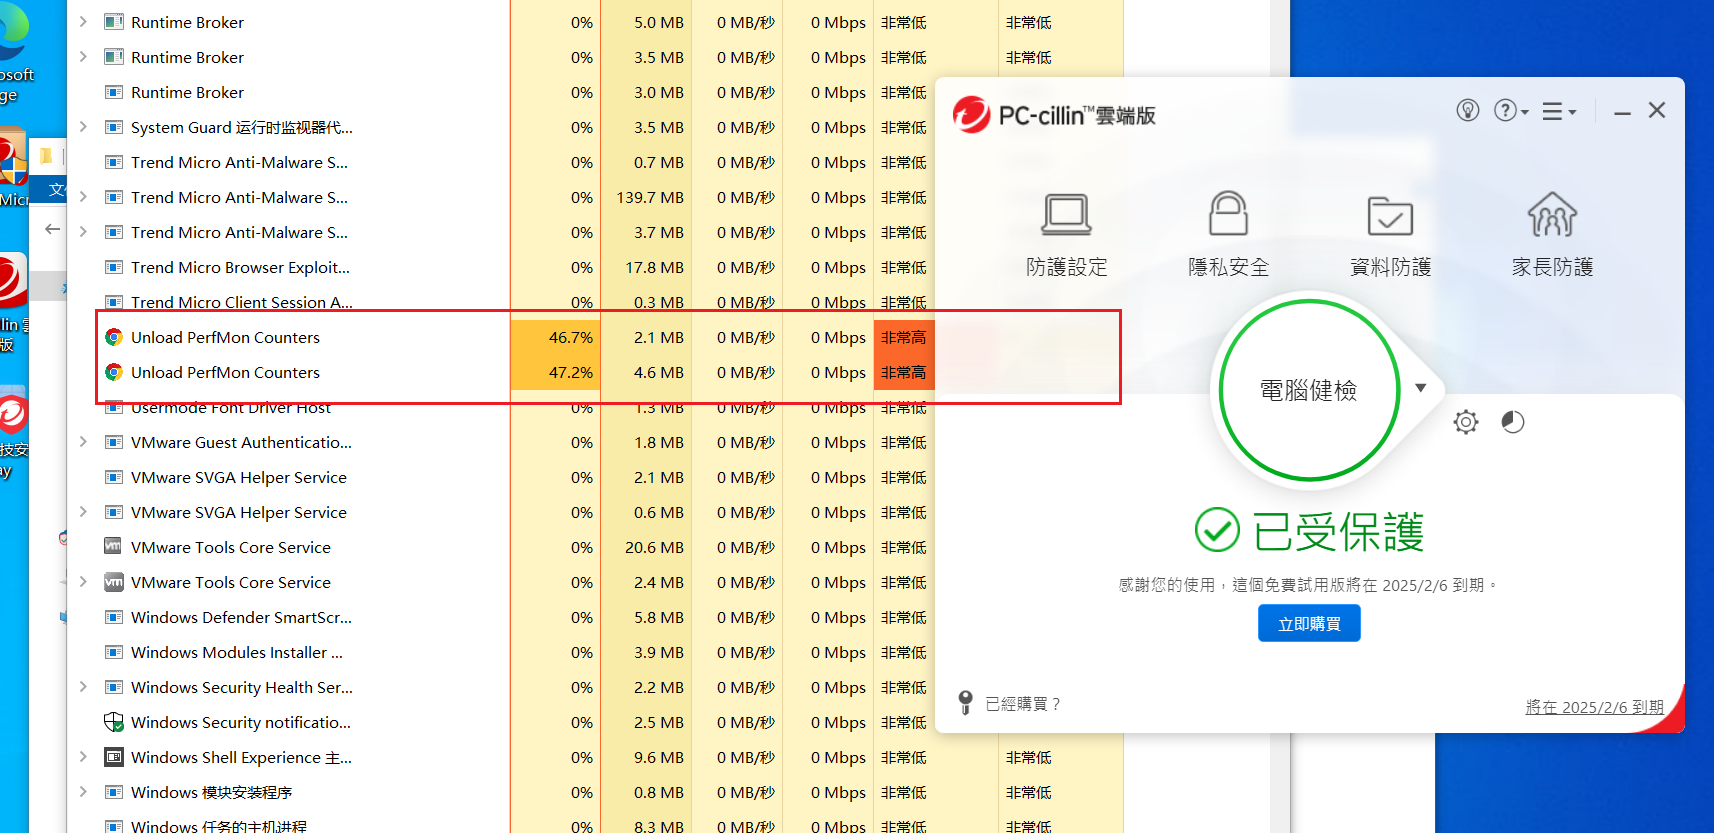 Runtime Broker 0% 5.0 MB 0 MB/秒 0 Mbps 非常低 非常低
Runtime Broker 0% 3.5 MB 0 MB/秒 0 Mbps 非常低 非常低
Runtime Broker 0% 3.0 MB 0 MB/秒 0 Mbps 非常低
System Guard 运行时监视器代... 0% 3.5 MB 0 MB/秒 0 Mbps 非常低
Trend Micro Anti-Malware S... 0% 0.7 MB 0 MB/秒 0 Mbps 非常低
Trend Micro Anti-Malware S... 0% 139.7 MB 0 MB/秒 0 Mbps 非常低
Trend Micro Anti-Malware S... 0% 3.7 MB 0 MB/秒 0 Mbps 非常低
Trend Micro Browser Exploit... 0% 17.8 MB 0 MB/秒 0 Mbps 非常低
Trend Micro Client Session A... 0% 0.3 MB 0 MB/秒 0 Mbps 非常低
Unload PerfMon Counters 46.7% 2.1 MB 0 MB/秒 0 Mbps 非常高
Unload PerfMon Counters 47.2% 4.6 MB 0 MB/秒 0 Mbps 非常高
Usermode Font Driver Host 0% 1.3 MB 0 MB/秒 0 Mbps 非常低
VMware Guest Authenticatio... 0% 1.8 MB 0 MB/秒 0 Mbps 非常低
VMware SVGA Helper Service 0% 2.1 MB 0 MB/秒 0 Mbps 非常低
VMware SVGA Helper Service 0% 0.6 MB 0 MB/秒 0 Mbps 非常低
VMware Tools Core Service 0% 20.6 MB 0 MB/秒 0 Mbps 非常低
VMware Tools Core Service 0% 2.4 MB 0 MB/秒 0 Mbps 非常低
Windows Defender SmartScr... 0% 5.8 MB 0 MB/秒 0 Mbps 非常低
Windows Modules Installer ... 0% 3.9 MB 0 MB/秒 0 Mbps 非常低
Windows Security Health Ser... 0% 2.2 MB 0 MB/秒 0 Mbps 非常低
Windows Security notificatio... 0% 2.5 MB 0 MB/秒 0 Mbps 非常低
Windows Shell Experience 主... 0% 9.6 MB 0 MB/秒 0 Mbps 非常低 非常低
Windows 模块安装程序 0% 0.8 MB 0 MB/秒 0 Mbps 非常低 非常低
Windows 任务的主机进程 0% 8.3 MB 0 MB/秒 0 Mbps 非常低 非常低
PC-cillin™雲端版
防護設定 隱私安全 資料防護 家長防護
電腦健檢
已受保護
感謝您的使用，這個免費試用版將在 2025/2/6 到期。
立即購買
已經購買？
將在 2025/2/6 到期